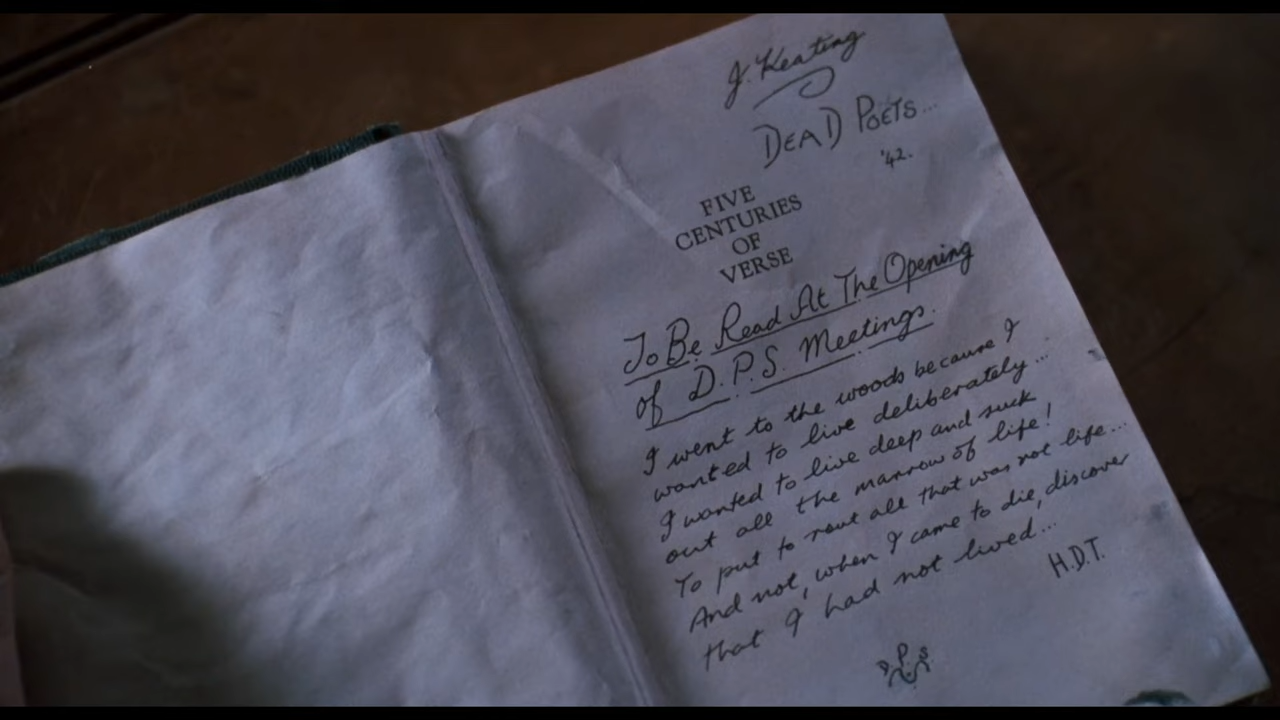 J. Keating
DEAD POETS...
'42.
FIVE
CENTURIES
OF
VERSE
To Be Read At The Opening
of D.P.S. Meetings.
I went to the woods because I
wanted to live deliberately...
I wanted to live deep and suck
out all the marrow of life!
To put to rout all that was not life...
And not, when I came to die, discover
that I had not lived...
H.D.T.
D P S